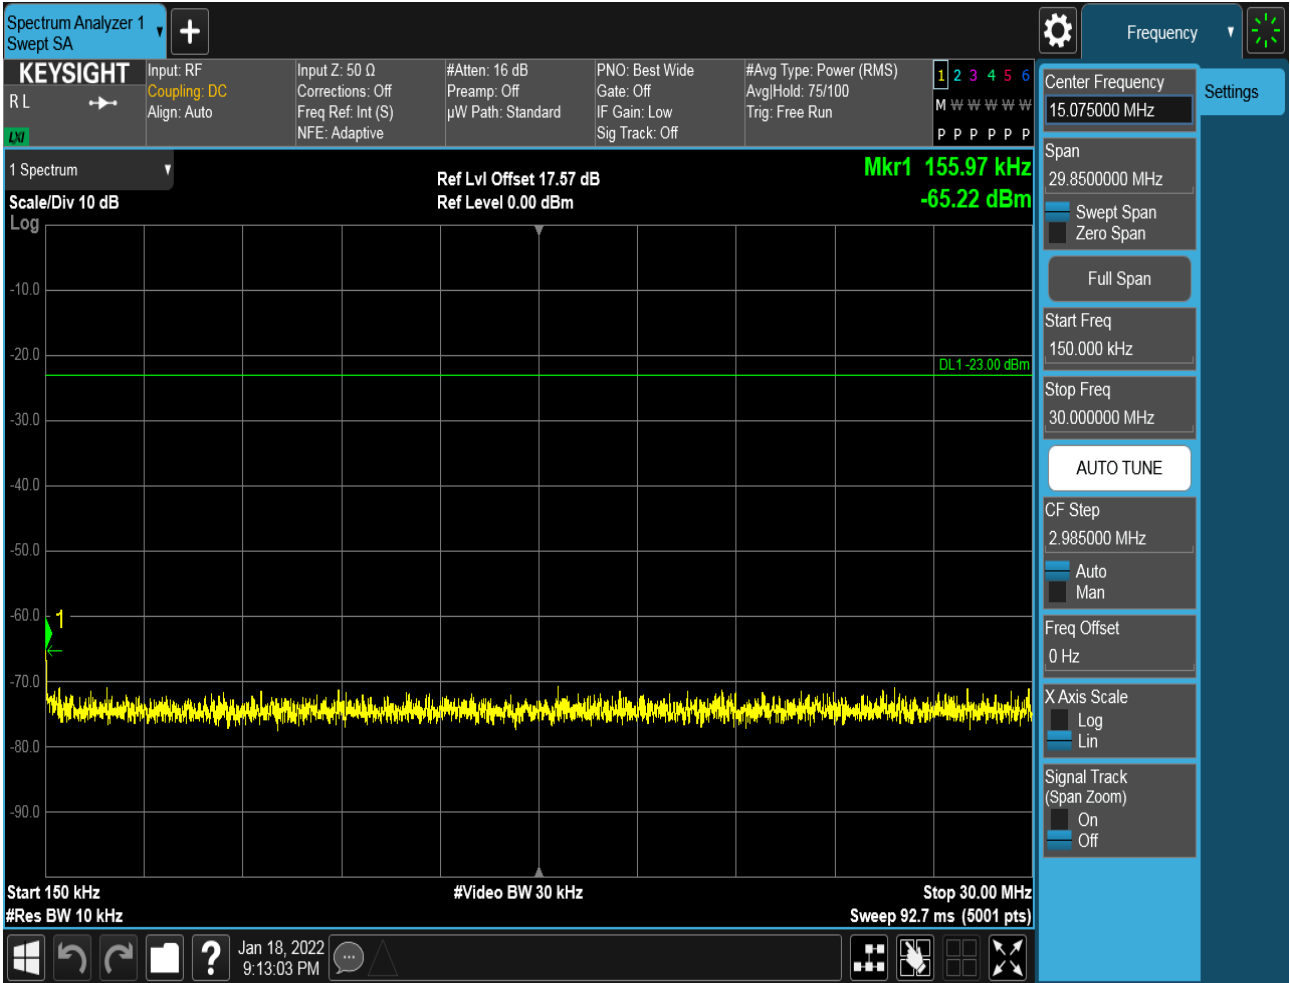 Spectrum Analyzer 1
Swept SA
Frequency
KEYSIGHT
R L
LXI
Input: RF
Coupling: DC
Align: Auto
Input Z: 50 Ω
Corrections: Off
Freq Ref: Int (S)
NFE: Adaptive
#Atten: 16 dB
Preamp: Off
µW Path: Standard
PNO: Best Wide
Gate: Off
IF Gain: Low
Sig Track: Off
#Avg Type: Power (RMS)
Avg|Hold: 75/100
Trig: Free Run
1 2 3 4 5 6
M W W W W W
P P P P P P
1 Spectrum
Scale/Div 10 dB
Log
Ref Lvl Offset 17.57 dB
Ref Level 0.00 dBm
Mkr1 155.97 kHz
-65.22 dBm
-10.0
-20.0
DL1 -23.00 dBm
-30.0
-40.0
-50.0
-60.0
1
-70.0
-80.0
-90.0
Start 150 kHz
#Video BW 30 kHz
Stop 30.00 MHz
#Res BW 10 kHz
Sweep 92.7 ms (5001 pts)
Jan 18, 2022
9:13:03 PM
?
Center Frequency
15.075000 MHz
Settings
Span
29.8500000 MHz
Swept Span
Zero Span
Full Span
Start Freq
150.000 kHz
Stop Freq
30.000000 MHz
AUTO TUNE
CF Step
2.985000 MHz
Auto
Man
Freq Offset
0 Hz
X Axis Scale
Log
Lin
Signal Track
(Span Zoom)
On
Off